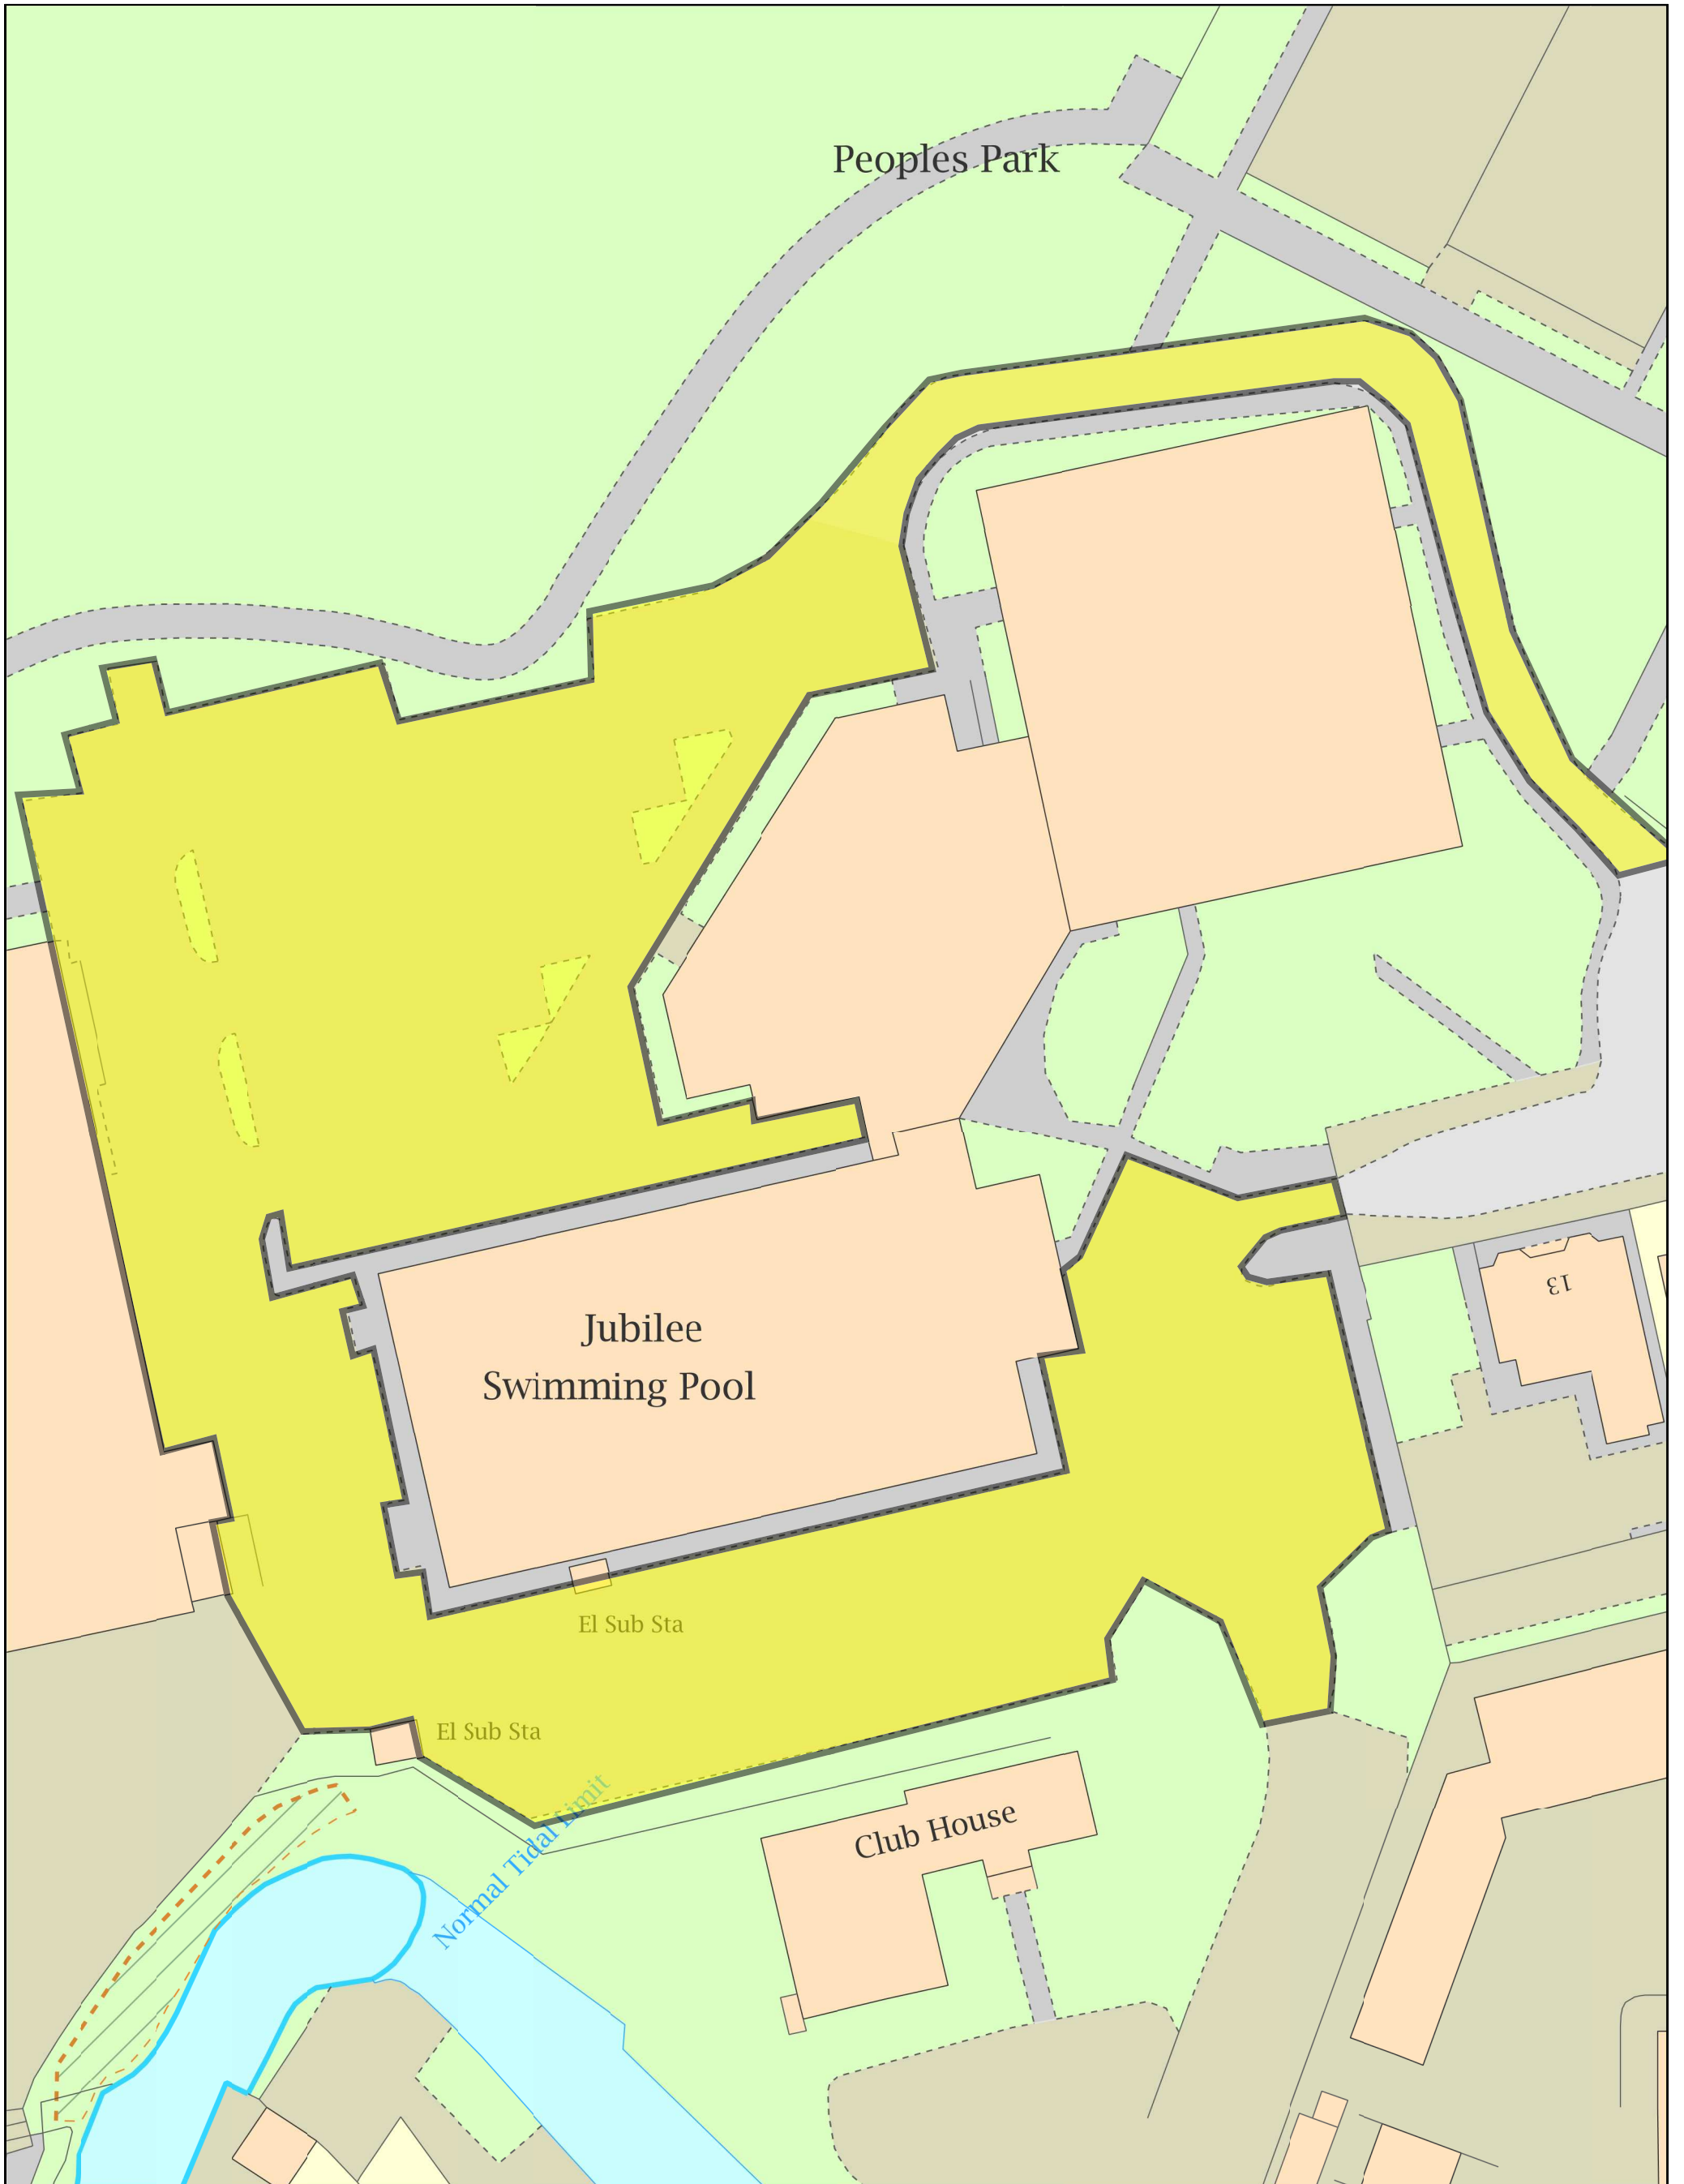 Peoples Park
13
Jubilee
Swimming Pool
El Sub Sta
El Sub Sta
Normal Tidal Limit
Club House